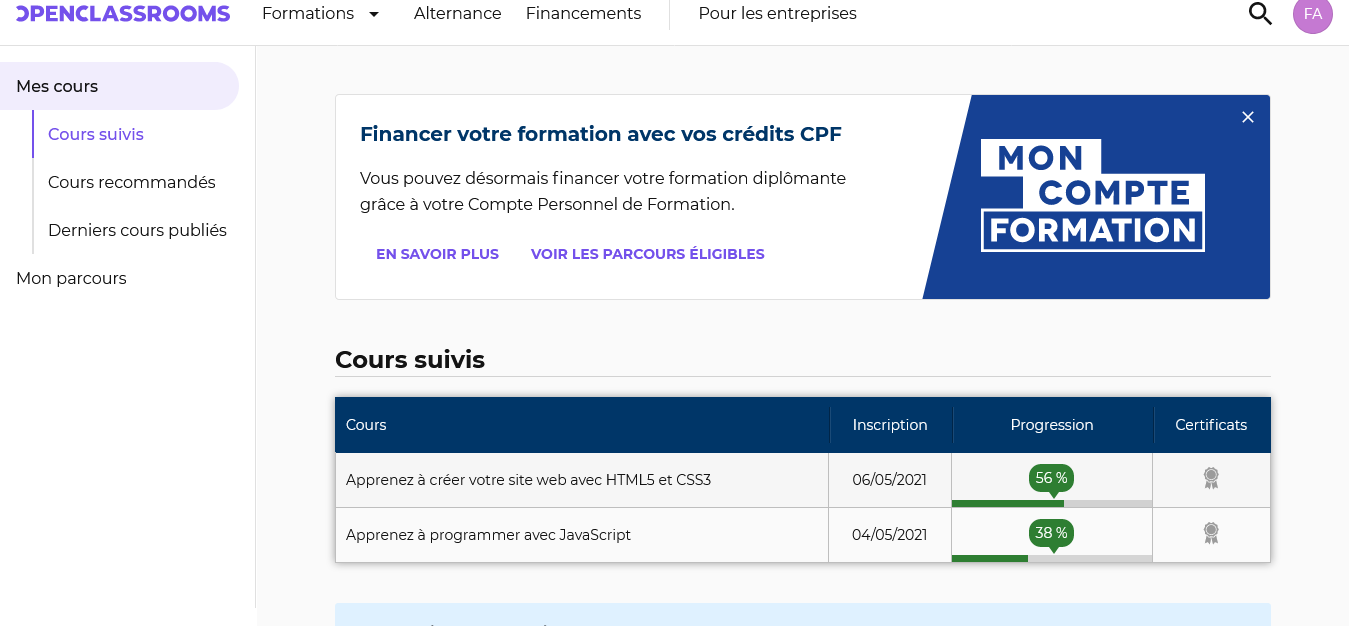 OPENCLASSROOMS
Formations
Alternance
Financements
Pour les entreprises
FA
Mes cours
Cours suivis
Cours recommandés
Derniers cours publiés
Mon parcours
Financer votre formation avec vos crédits CPF
Vous pouvez désormais financer votre formation diplômante
grâce à votre Compte Personnel de Formation.
EN SAVOIR PLUS
VOIR LES PARCOURS ÉLIGIBLES
MON
COMPTE
FORMATION
Cours suivis
Cours
Inscription
Progression
Certificats
Apprenez à créer votre site web avec HTML5 et CSS3
06/05/2021
56 %
Apprenez à programmer avec JavaScript
04/05/2021
38 %